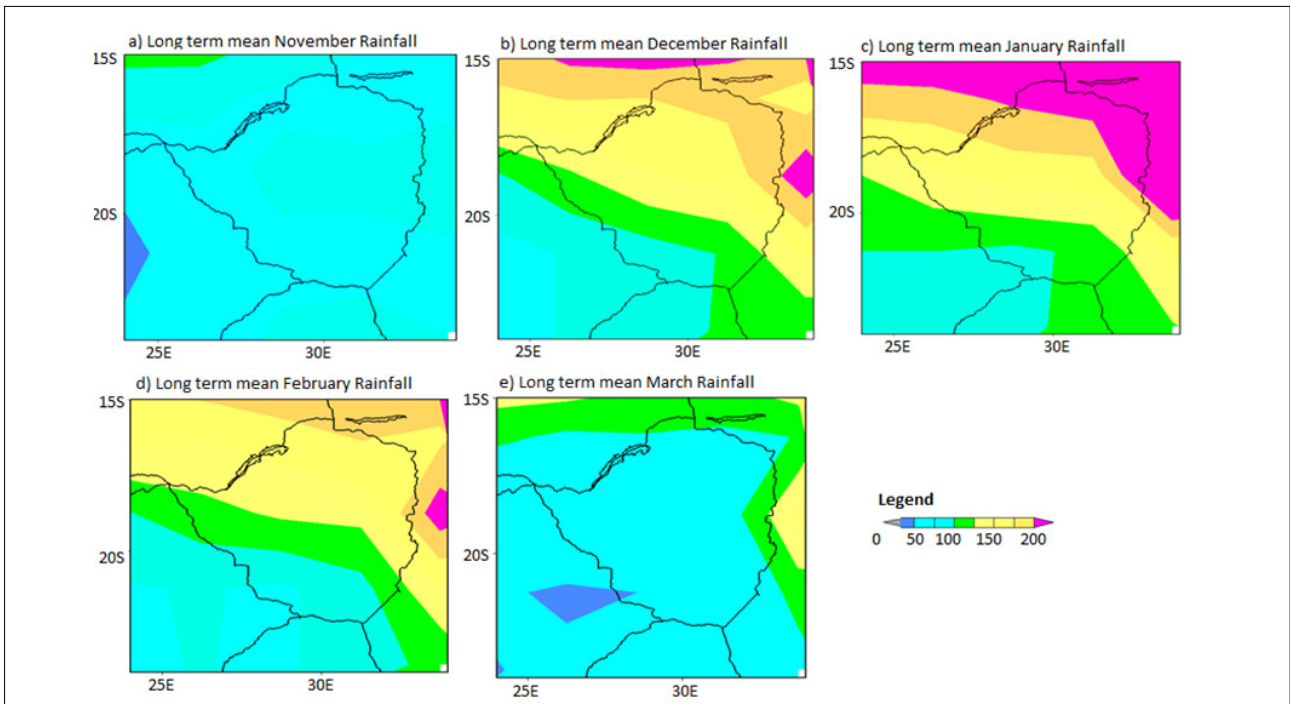 a) Long term mean November Rainfall
b) Long term mean December Rainfall
c) Long term mean January Rainfall
15S
20S
25E
30E
15S
20S
25E
30E
15S
20S
25E
30E
d) Long term mean February Rainfall
e) Long term mean March Rainfall
15S
20S
25E
30E
15S
20S
25E
30E
Legend
0 50 100 150 200